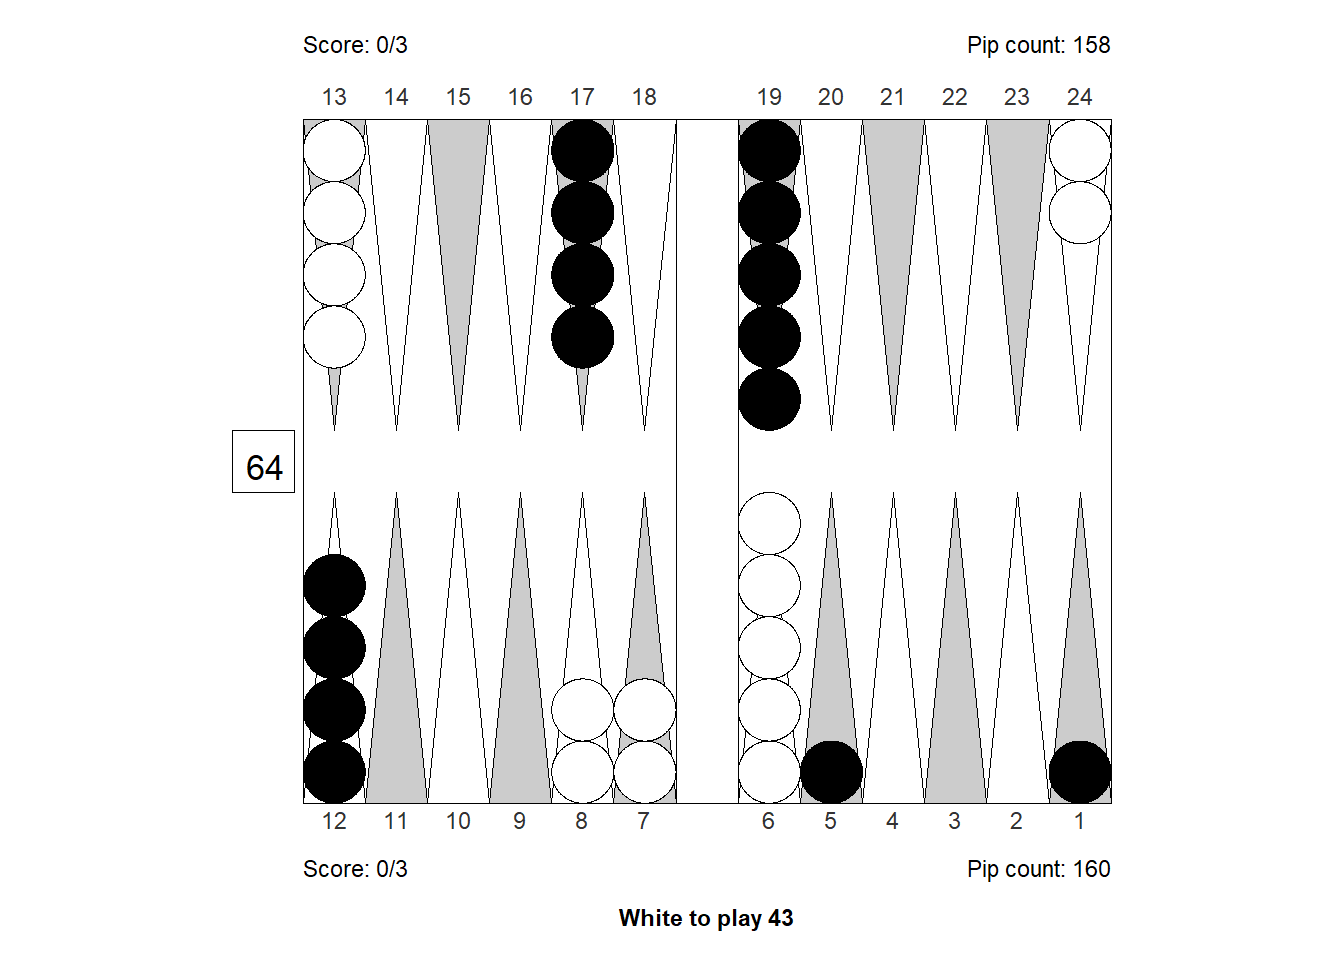 Score: 0/3 Pip count: 158
13 14 15 16 17 18 19 20 21 22 23 24
64
12 11 10 9 8 7 6 5 4 3 2 1
Score: 0/3 Pip count: 160
White to play 43